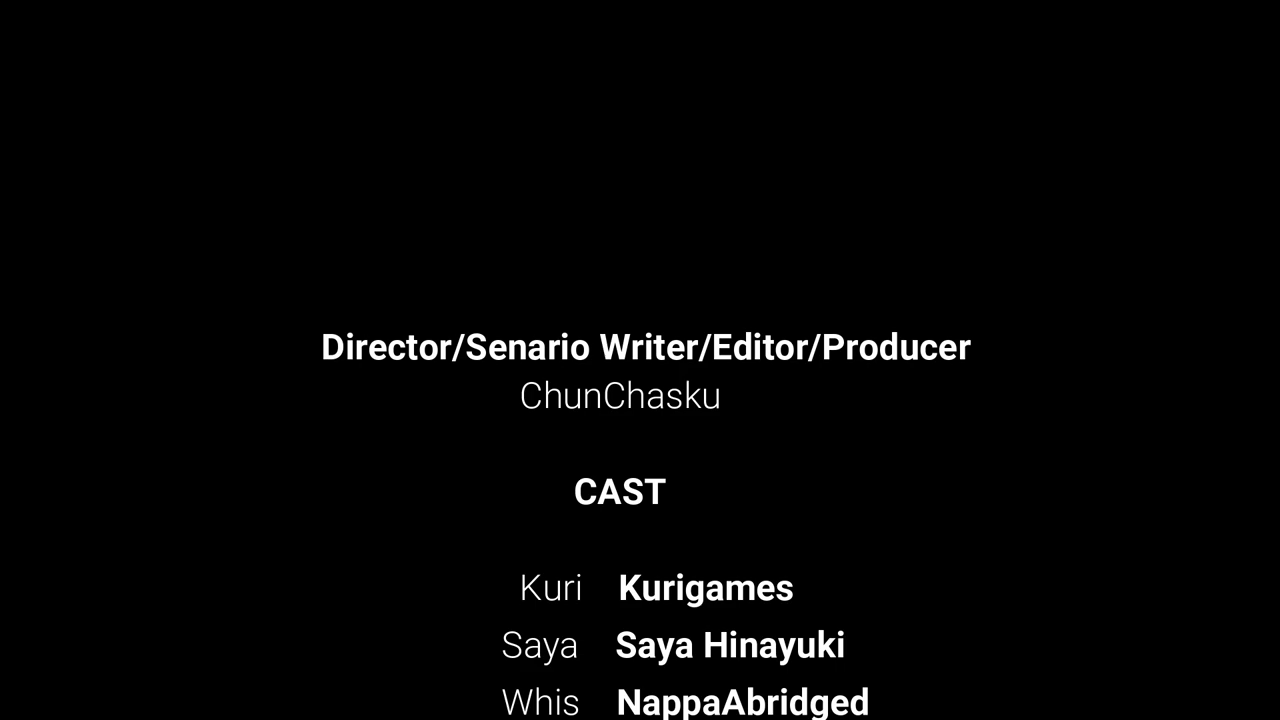 Director/Senario Writer/Editor/Producer
ChunChasku
CAST
Kuri Kurigames
Saya Saya Hinayuki
Whis NappaAbridged